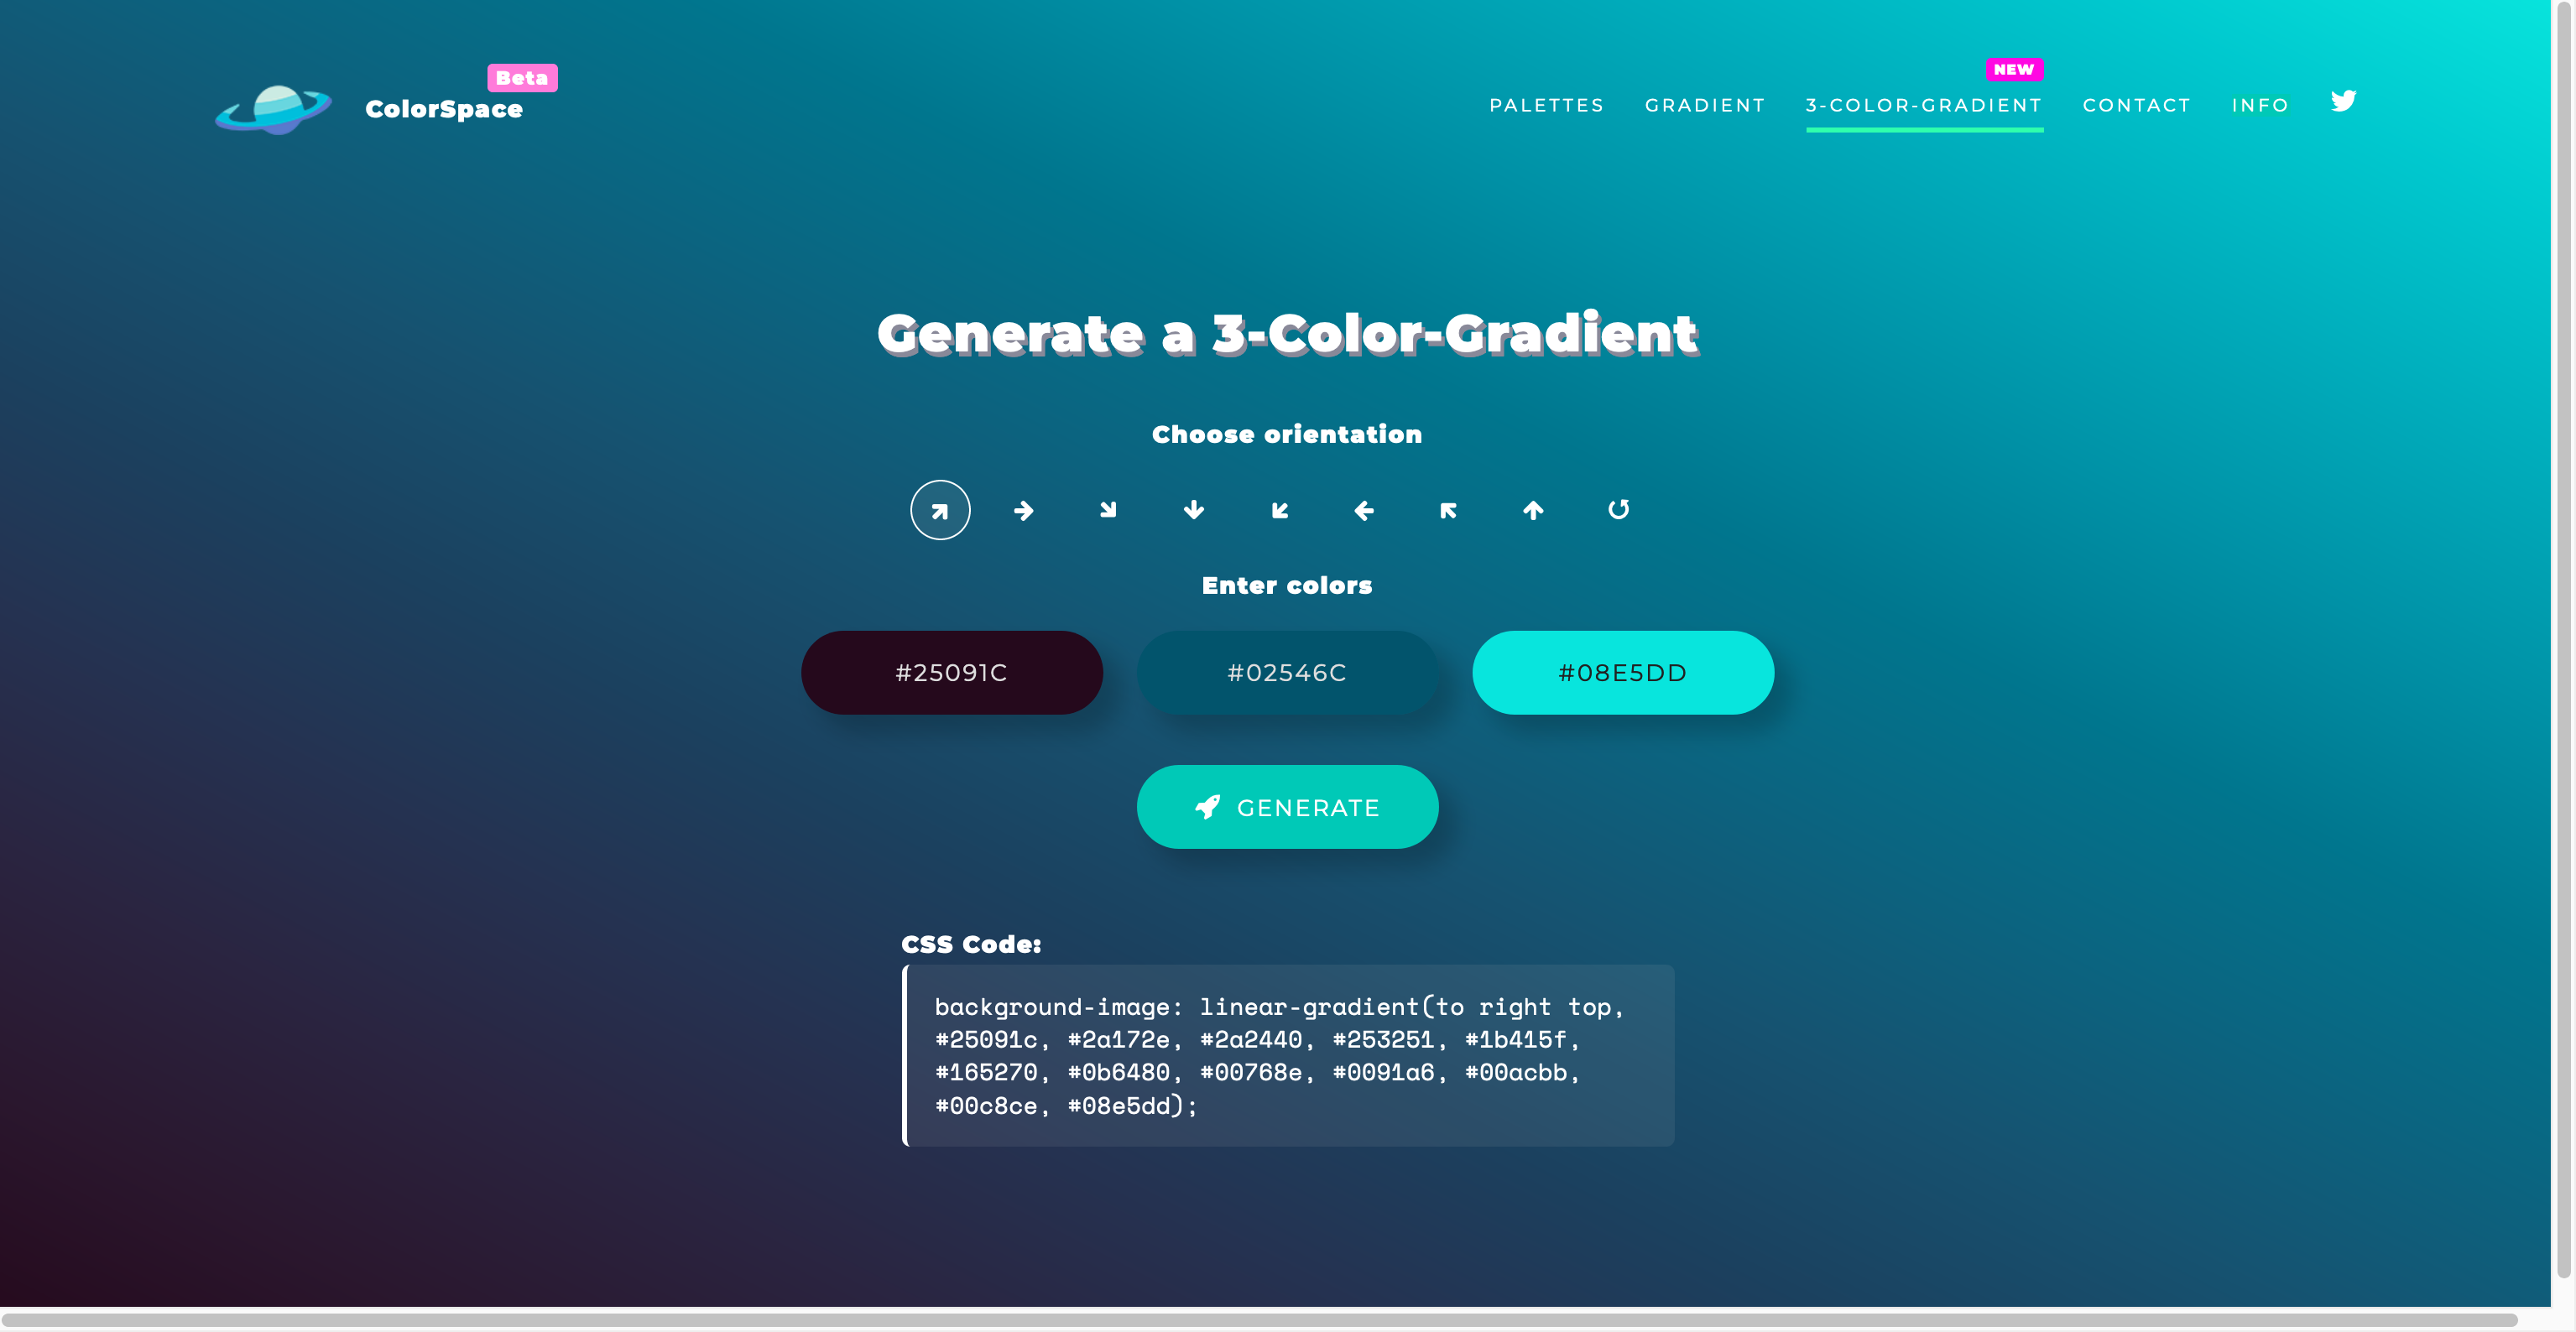 Beta
ColorSpace
NEW
PALETTES GRADIENT 3-COLOR-GRADIENT CONTACT INFO
Generate a 3-Color-Gradient
Choose orientation
Enter colors
#25091C #02546C #08E5DD
GENERATE
CSS Code:
background-image: linear-gradient(to right top,
#25091c, #2a172e, #2a2440, #253251, #1b415f,
#165270, #0b6480, #00768e, #0091a6, #00acbb,
#00c8ce, #08e5dd);